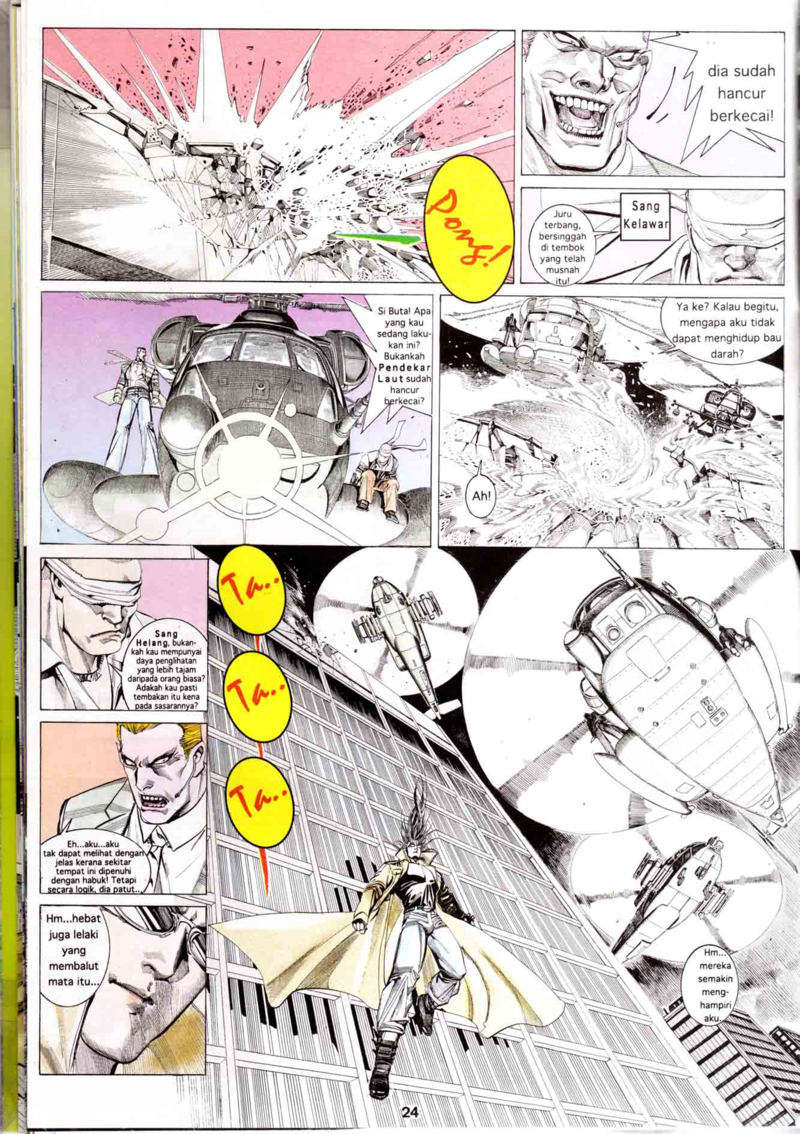 Pong!
dia sudah
hancur
berkecai!
Juru
terbang,
bersinggah
di tembok
yang telah
musnah
itu!
Sang
Kelawar
Si Buta! Apa
yang kau
sedang laku-
kan ini?
Bukankah
Pendekar
Laut sudah
hancur
berkecai?
Ya ke? Kalau begitu,
mengapa aku tidak
dapat menghidup bau
darah?
Ah!
Sang
Helang, bukan-
kah kau mempunyai
daya penglihatan
yang lebih tajam
daripada orang biasa?
Adakah kau pasti
tembakan itu kena
pada sasarannya?
Ta..
Ta..
Ta..
Eh...aku...aku
tak dapat melihat dengan
jelas kerana sekitar
tempat ini dipenuhi
dengan habuk! Tetapi
secara logik, dia patut...
Hm...hebat
juga lelaki
yang
membalut
mata itu...
Hm...
mereka
semakin
meng-
hampiri
aku...
24